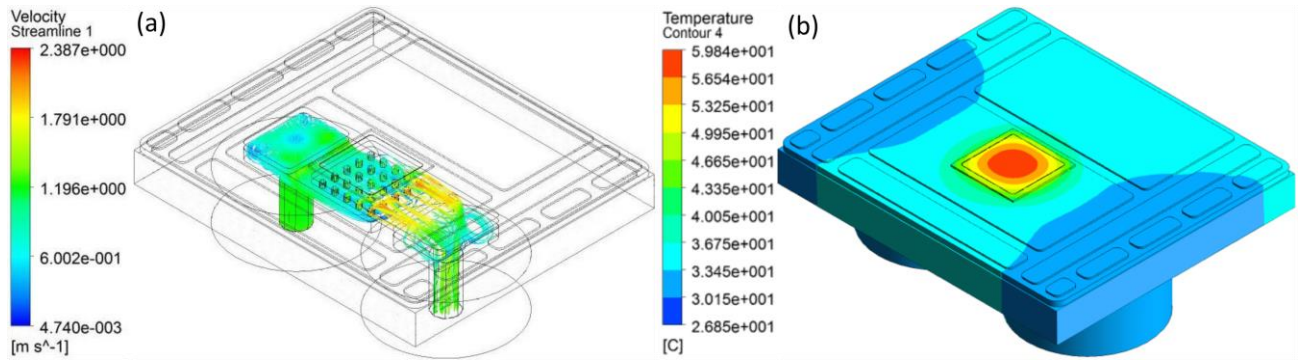 Velocity
Streamline 1
(a)
2.387e+000
1.791e+000
1.196e+000
6.002e-001
4.740e-003
[m s^-1]
Temperature
Contour 4
(b)
5.984e+001
5.654e+001
5.325e+001
4.995e+001
4.665e+001
4.335e+001
4.005e+001
3.675e+001
3.345e+001
3.015e+001
2.685e+001
[C]